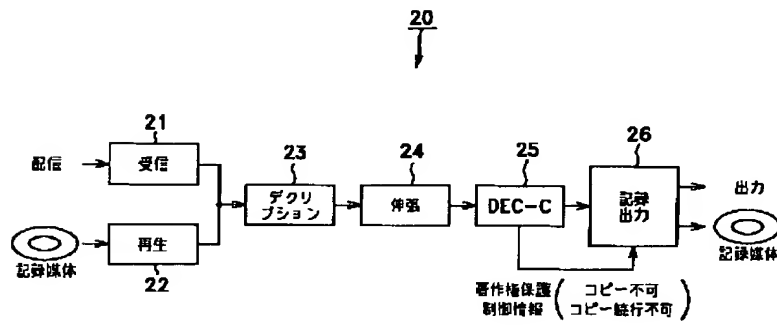 20
21
配信
受信
23
デクリ
プション
24
伸張
25
DEC-C
26
記録
出力
出力
記録媒体
再生
22
記録媒体
著作権保護
制御情報
( コピー不可
コピー続行不可 )